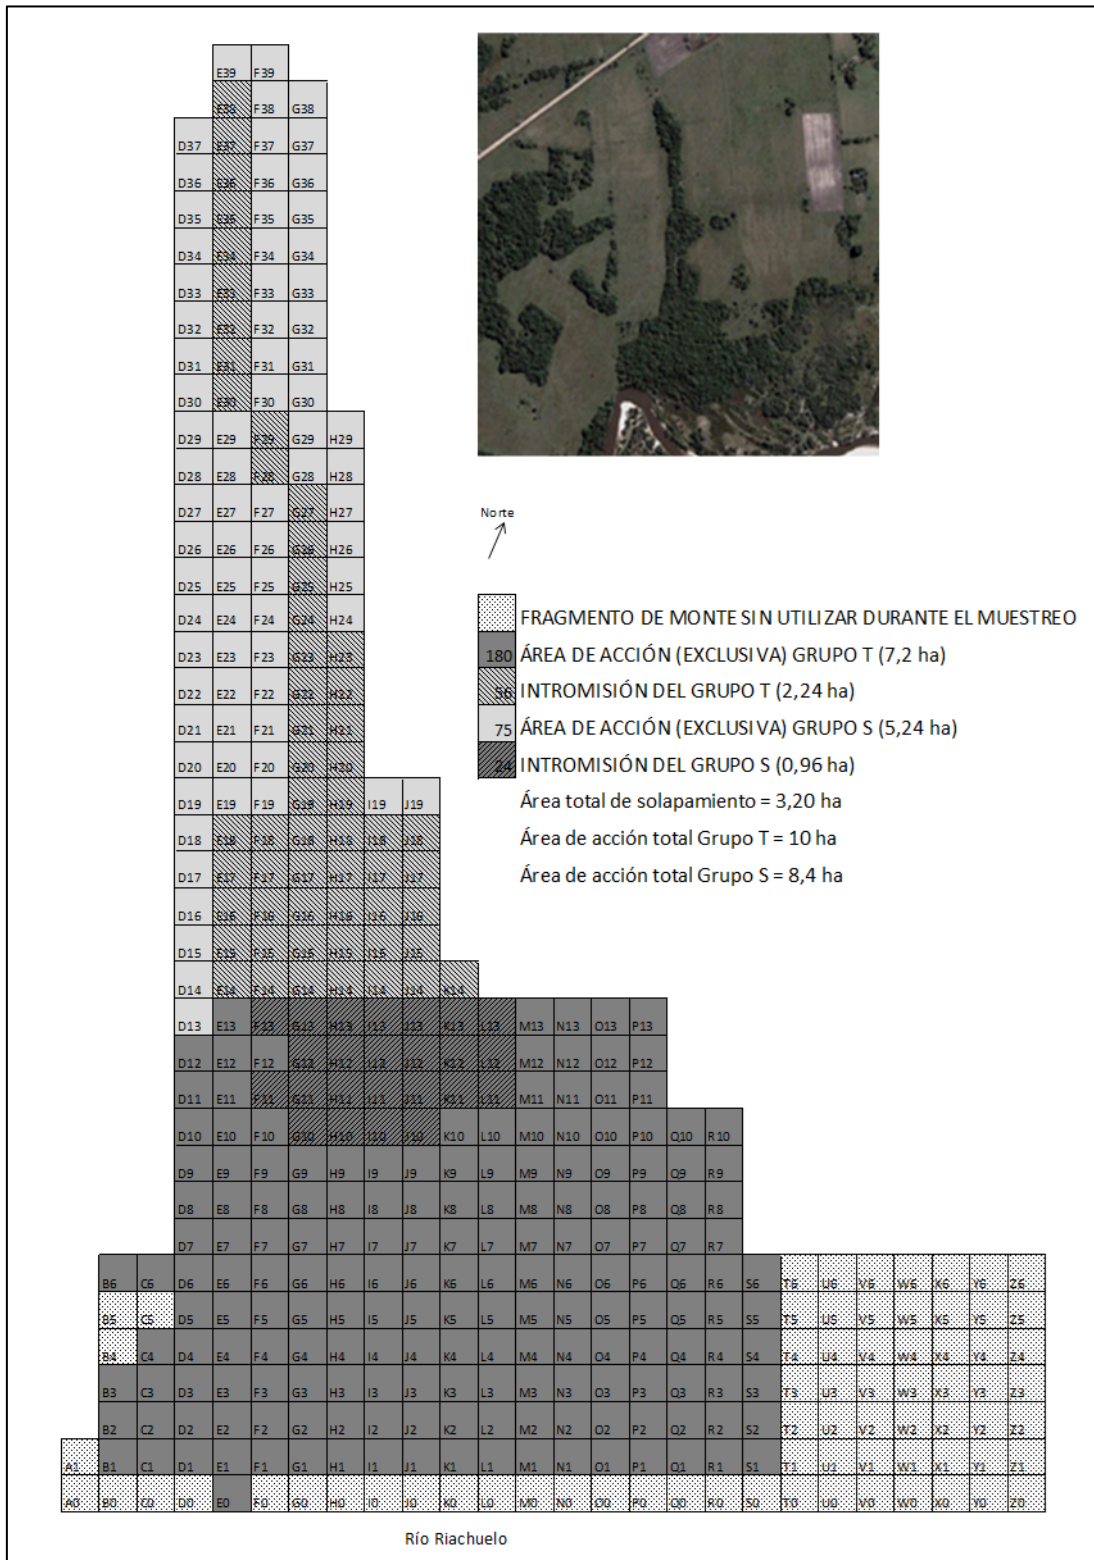 E39 F39
E38 F38 G38
D37 E37 F37 G37
D36 E36 F36 G36
D35 E35 F35 G35
D34 E34 F34 G34
D33 E33 F33 G33
D32 E32 F32 G32
D31 E31 F31 G31
D30 E30 F30 G30
D29 E29 F29 G29 H29
D28 E28 F28 G28 H28
D27 E27 F27 G27 H27
D26 E26 F26 G26 H26
D25 E25 F25 G25 H25
D24 E24 F24 G24 H24
D23 E23 F23 G23 H23
D22 E22 F22 G22 H22
D21 E21 F21 G21 H21
D20 E20 F20 G20 H20
D19 E19 F19 G19 H19 I19 J19
D18 E18 F18 G18 H18 I18 J18
D17 E17 F17 G17 H17 I17 J17
D16 E16 F16 G16 H16 I16 J16
D15 E15 F15 G15 H15 I15 J15
D14 E14 F14 G14 H14 I14 J14 K14
D13 E13 F13 G13 H13 I13 J13 K13 L13 M13 N13 O13 P13
D12 E12 F12 G12 H12 I12 J12 K12 L12 M12 N12 O12 P12
D11 E11 F11 G11 H11 I11 J11 K11 L11 M11 N11 O11 P11
D10 E10 F10 G10 H10 I10 J10 K10 L10 M10 N10 O10 P10 Q10 R10
D9 E9 F9 G9 H9 I9 J9 K9 L9 M9 N9 O9 P9 Q9 R9
D8 E8 F8 G8 H8 I8 J8 K8 L8 M8 N8 O8 P8 Q8 R8
D7 E7 F7 G7 H7 I7 J7 K7 L7 M7 N7 O7 P7 Q7 R7
B6 C6 D6 E6 F6 G6 H6 I6 J6 K6 L6 M6 N6 O6 P6 Q6 R6 S6 T6 U6 V6 W6 X6 Y6 Z6
B5 C5 D5 E5 F5 G5 H5 I5 J5 K5 L5 M5 N5 O5 P5 Q5 R5 S5 T5 U5 V5 W5 X5 Y5 Z5
B4 C4 D4 E4 F4 G4 H4 I4 J4 K4 L4 M4 N4 O4 P4 Q4 R4 S4 T4 U4 V4 W4 X4 Y4 Z4
B3 C3 D3 E3 F3 G3 H3 I3 J3 K3 L3 M3 N3 O3 P3 Q3 R3 S3 T3 U3 V3 W3 X3 Y3 Z3
B2 C2 D2 E2 F2 G2 H2 I2 J2 K2 L2 M2 N2 O2 P2 Q2 R2 S2 T2 U2 V2 W2 X2 Y2 Z2
A1 B1 C1 D1 E1 F1 G1 H1 I1 J1 K1 L1 M1 N1 O1 P1 Q1 R1 S1 T1 U1 V1 W1 X1 Y1 Z1
A0 B0 C0 D0 E0 F0 G0 H0 I0 J0 K0 L0 M0 N0 O0 P0 Q0 R0 S0 T0 U0 V0 W0 X0 Y0 Z0
Norte
FRAGMENTO DE MONTE SIN UTILIZAR DURANTE EL MUESTREO
180 ÁREA DE ACCIÓN (EXCLUSIVA) GRUPO T (7,2 ha)
56 INTROMISIÓN DEL GRUPO T (2,24 ha)
75 ÁREA DE ACCIÓN (EXCLUSIVA) GRUPO S (5,24 ha)
24 INTROMISIÓN DEL GRUPO S (0,96 ha)
Área total de solapamiento = 3,20 ha
Área de acción total Grupo T = 10 ha
Área de acción total Grupo S = 8,4 ha
Río Riachuelo